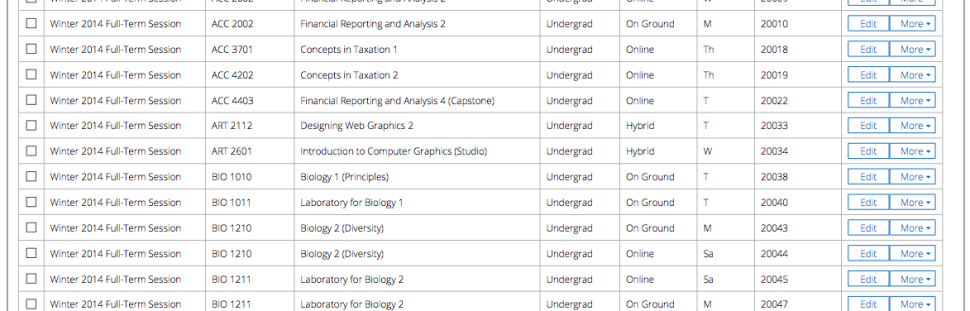 Winter 2014 Full-Term Session ACC 2002 Financial Reporting and Analysis 2 Undergrad On Ground M 20010 Edit More
Winter 2014 Full-Term Session ACC 3701 Concepts in Taxation 1 Undergrad Online Th 20018 Edit More
Winter 2014 Full-Term Session ACC 4202 Concepts in Taxation 2 Undergrad Online Th 20019 Edit More
Winter 2014 Full-Term Session ACC 4403 Financial Reporting and Analysis 4 (Capstone) Undergrad Online T 20022 Edit More
Winter 2014 Full-Term Session ART 2112 Designing Web Graphics 2 Undergrad Hybrid T 20033 Edit More
Winter 2014 Full-Term Session ART 2601 Introduction to Computer Graphics (Studio) Undergrad Hybrid W 20034 Edit More
Winter 2014 Full-Term Session BIO 1010 Biology 1 (Principles) Undergrad On Ground T 20038 Edit More
Winter 2014 Full-Term Session BIO 1011 Laboratory for Biology 1 Undergrad On Ground T 20040 Edit More
Winter 2014 Full-Term Session BIO 1210 Biology 2 (Diversity) Undergrad On Ground M 20043 Edit More
Winter 2014 Full-Term Session BIO 1210 Biology 2 (Diversity) Undergrad Online Sa 20044 Edit More
Winter 2014 Full-Term Session BIO 1211 Laboratory for Biology 2 Undergrad Online Sa 20045 Edit More
Winter 2014 Full-Term Session BIO 1211 Laboratory for Biology 2 Undergrad On Ground M 20047 Edit More